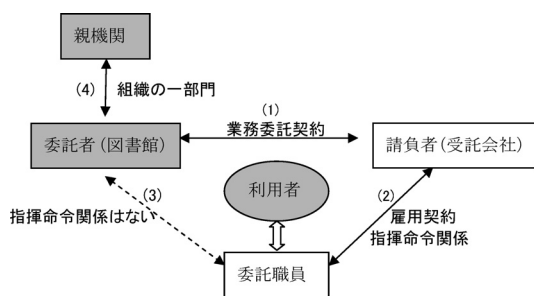 親機関
(4) 組織の一部門
(1)
業務委託契約
委託者(図書館)
請負者(受託会社)
(3)
指揮命令関係はない
利用者
(2)
雇用契約
指揮命令関係
委託職員